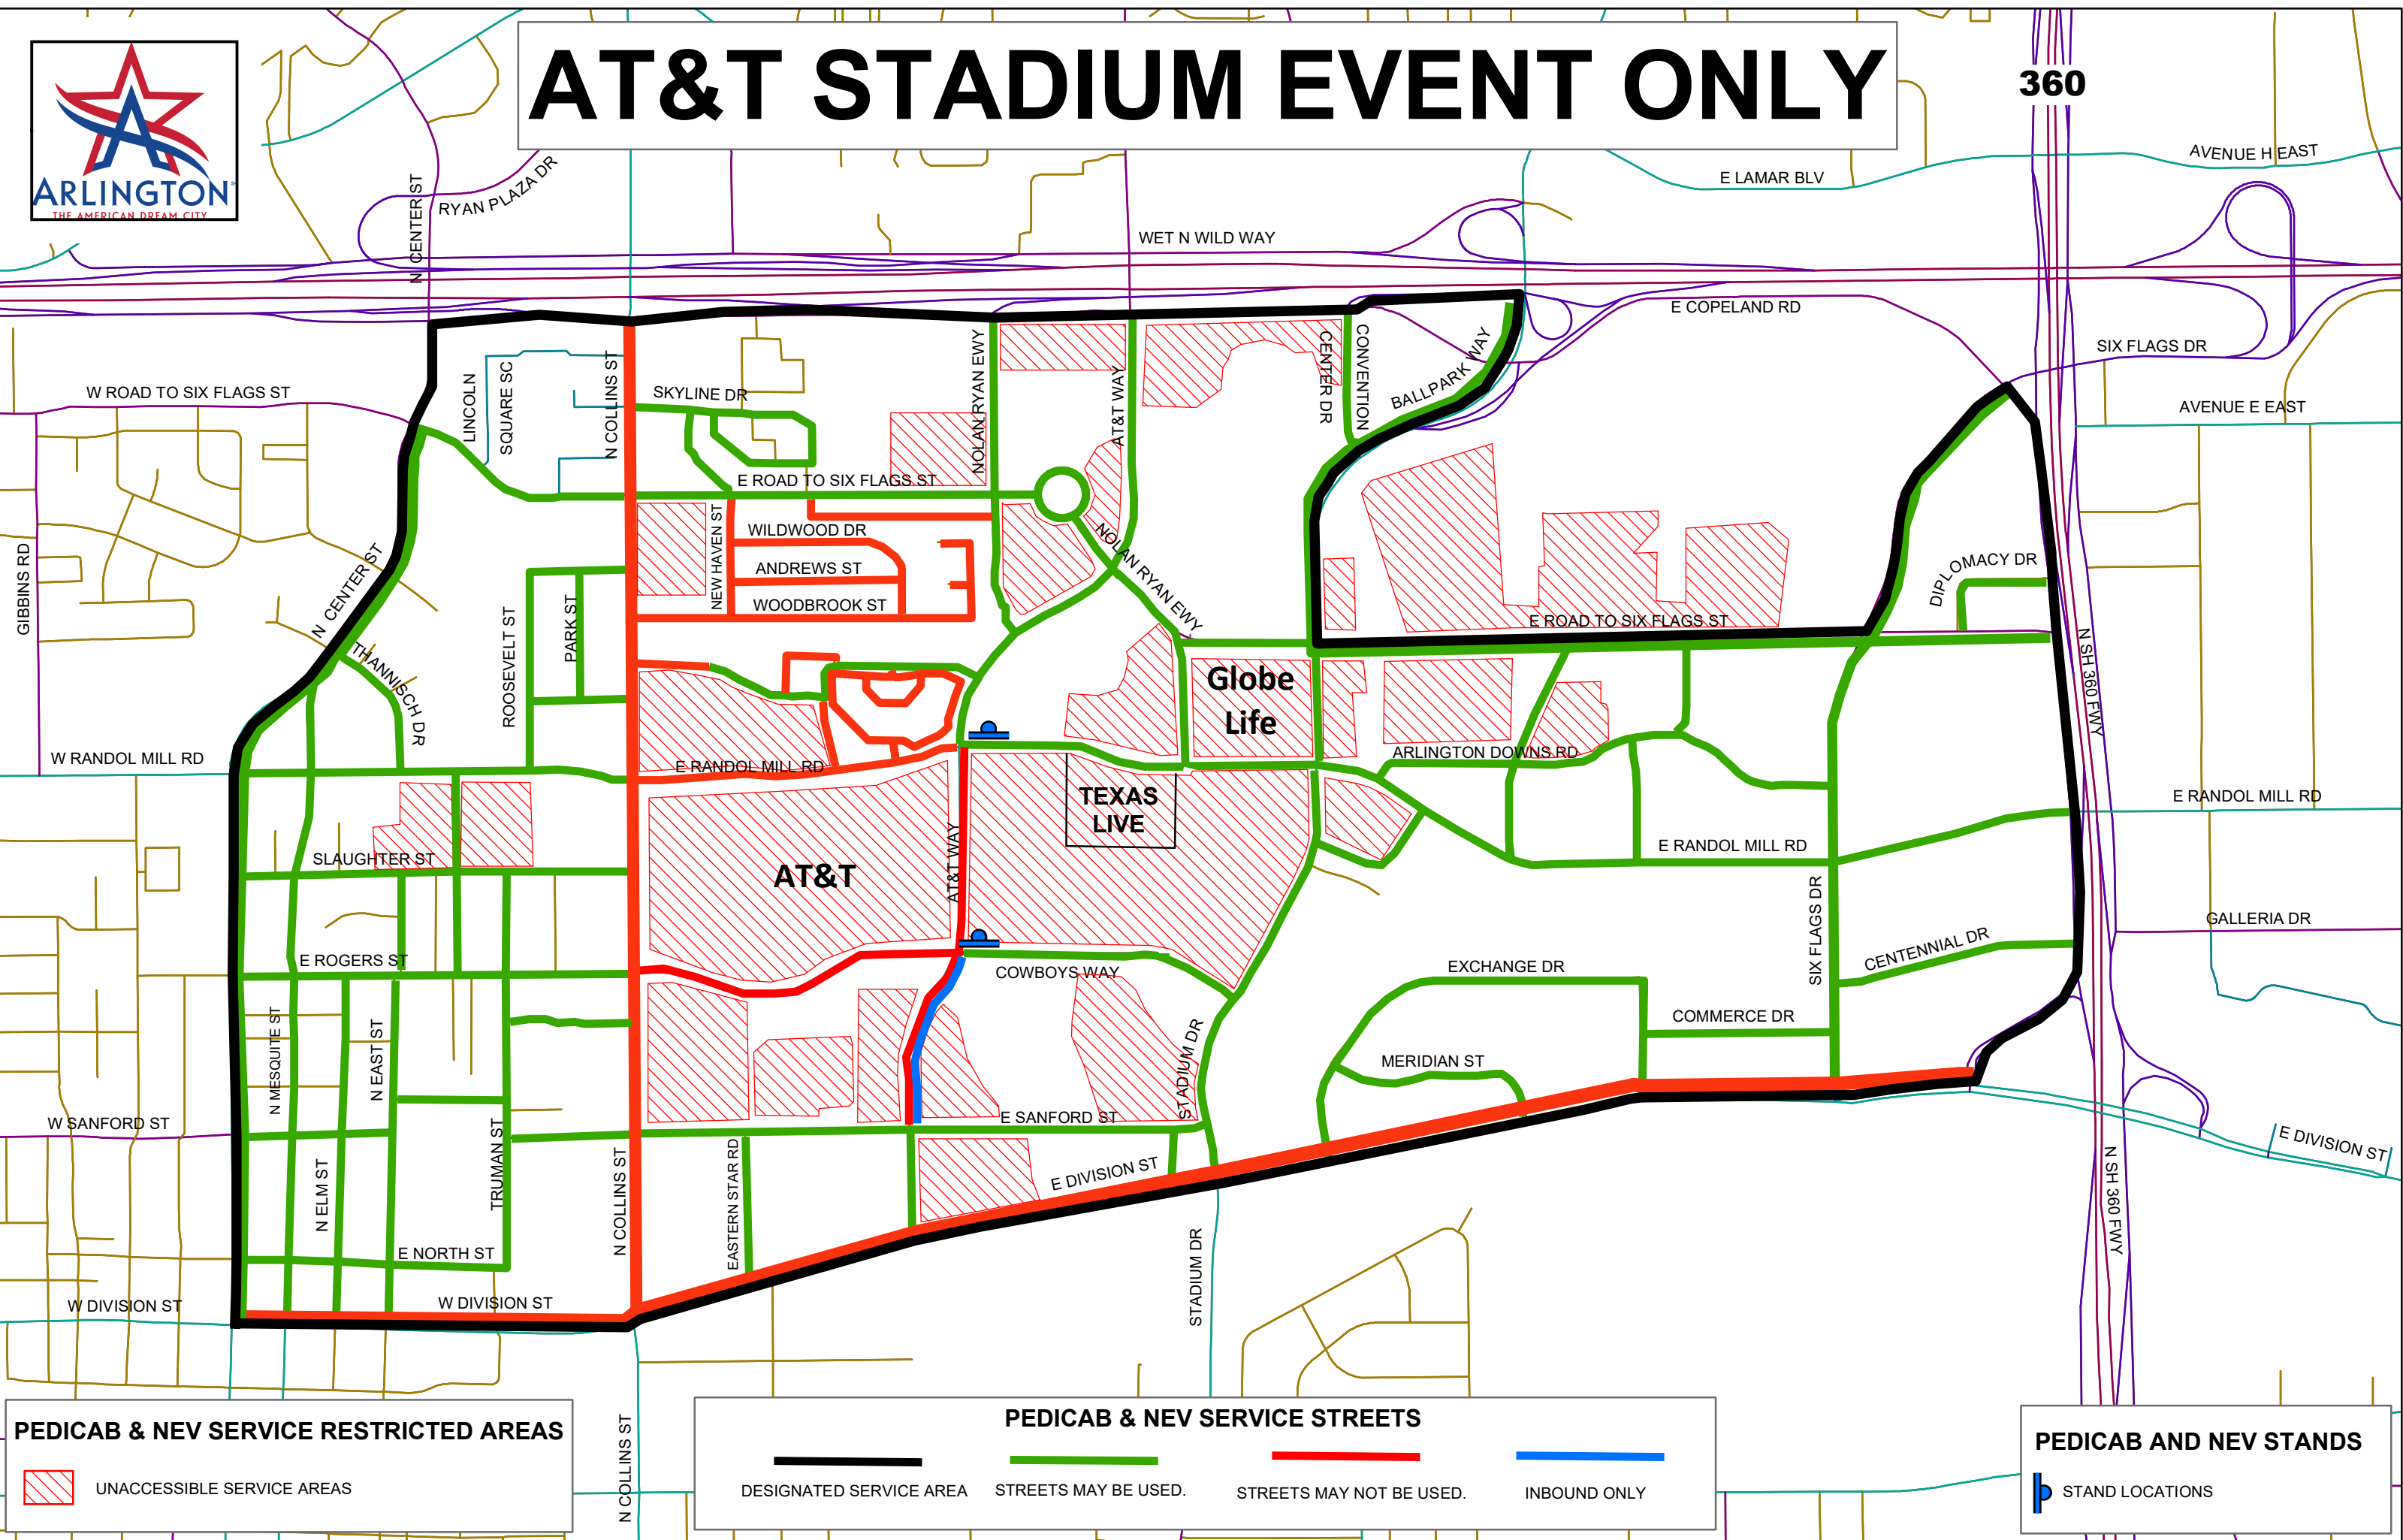 AT&T STADIUM EVENT ONLY
360
ARLINGTON
THE AMERICAN DREAM CITY
N CENTER ST
RYAN PLAZA DR
AVENUE H EAST
E LAMAR BLV
WET N WILD WAY
E COPELAND RD
SIX FLAGS DR
W ROAD TO SIX FLAGS ST
LINCOLN
SQUARE SC
N COLLINS ST
SKYLINE DR
NOLAN RYAN EWY
AT&T WAY
CENTER DR
CONVENTION
BALLPARK WAY
AVENUE E EAST
E ROAD TO SIX FLAGS ST
NEW HAVEN ST
WILDWOOD DR
ANDREWS ST
WOODBROOK ST
NOLAN RYAN EWY
GIBBINS RD
N CENTER ST
THANNISCH DR
ROOSEVELT ST
PARK ST
DIPLOMACY DR
E ROAD TO SIX FLAGS ST
N SH 360 FWY
Globe
Life
W RANDOL MILL RD
E RANDOL MILL RD
ARLINGTON DOWNS RD
TEXAS
LIVE
E RANDOL MILL RD
SLAUGHTER ST
AT&T
AT&T WAY
E RANDOL MILL RD
SIX FLAGS DR
GALLERIA DR
E ROGERS ST
COWBOYS WAY
EXCHANGE DR
CENTENNIAL DR
N MESQUITE ST
N EAST ST
COMMERCE DR
MERIDIAN ST
STADIUM DR
W SANFORD ST
E SANFORD ST
N ELM ST
TRUMAN ST
N COLLINS ST
EASTERN STAR RD
E DIVISION ST
E DIVISION ST
N SH 360 FWY
E NORTH ST
STADIUM DR
W DIVISION ST
W DIVISION ST
N COLLINS ST
PEDICAB & NEV SERVICE RESTRICTED AREAS
UNACCESSIBLE SERVICE AREAS
PEDICAB & NEV SERVICE STREETS
DESIGNATED SERVICE AREA
STREETS MAY BE USED.
STREETS MAY NOT BE USED.
INBOUND ONLY
PEDICAB AND NEV STANDS
STAND LOCATIONS